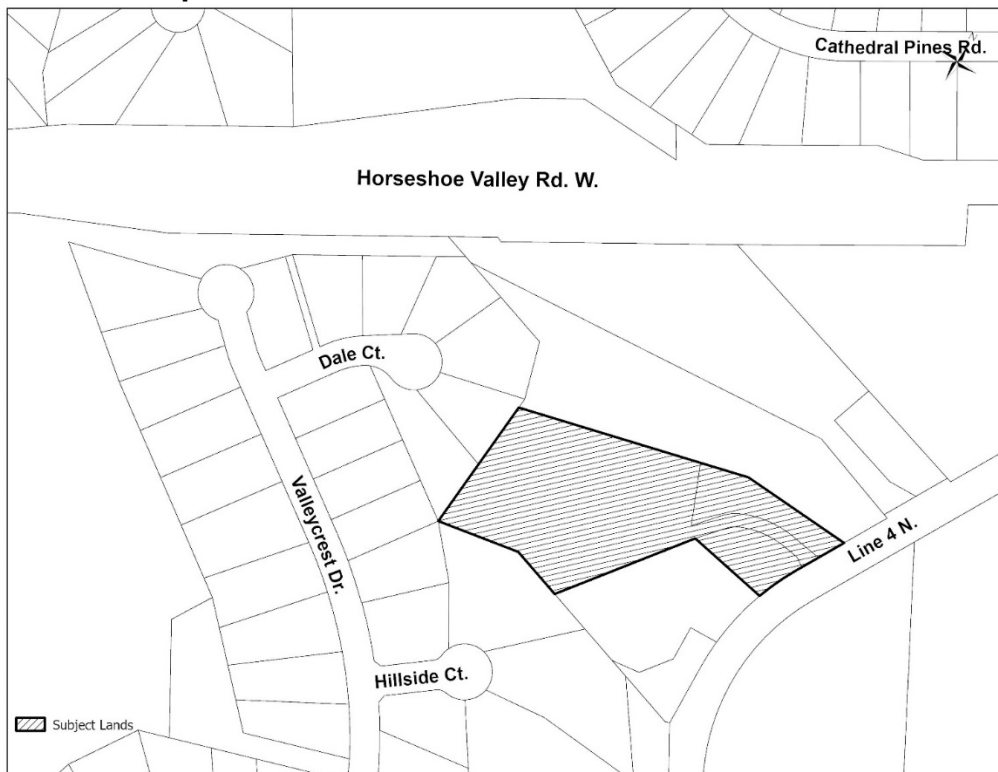 Cathedral Pines Rd.
N
Horseshoe Valley Rd. W.
Dale Ct.
Valleycrest Dr.
Line 4 N.
Hillside Ct.
Subject Lands